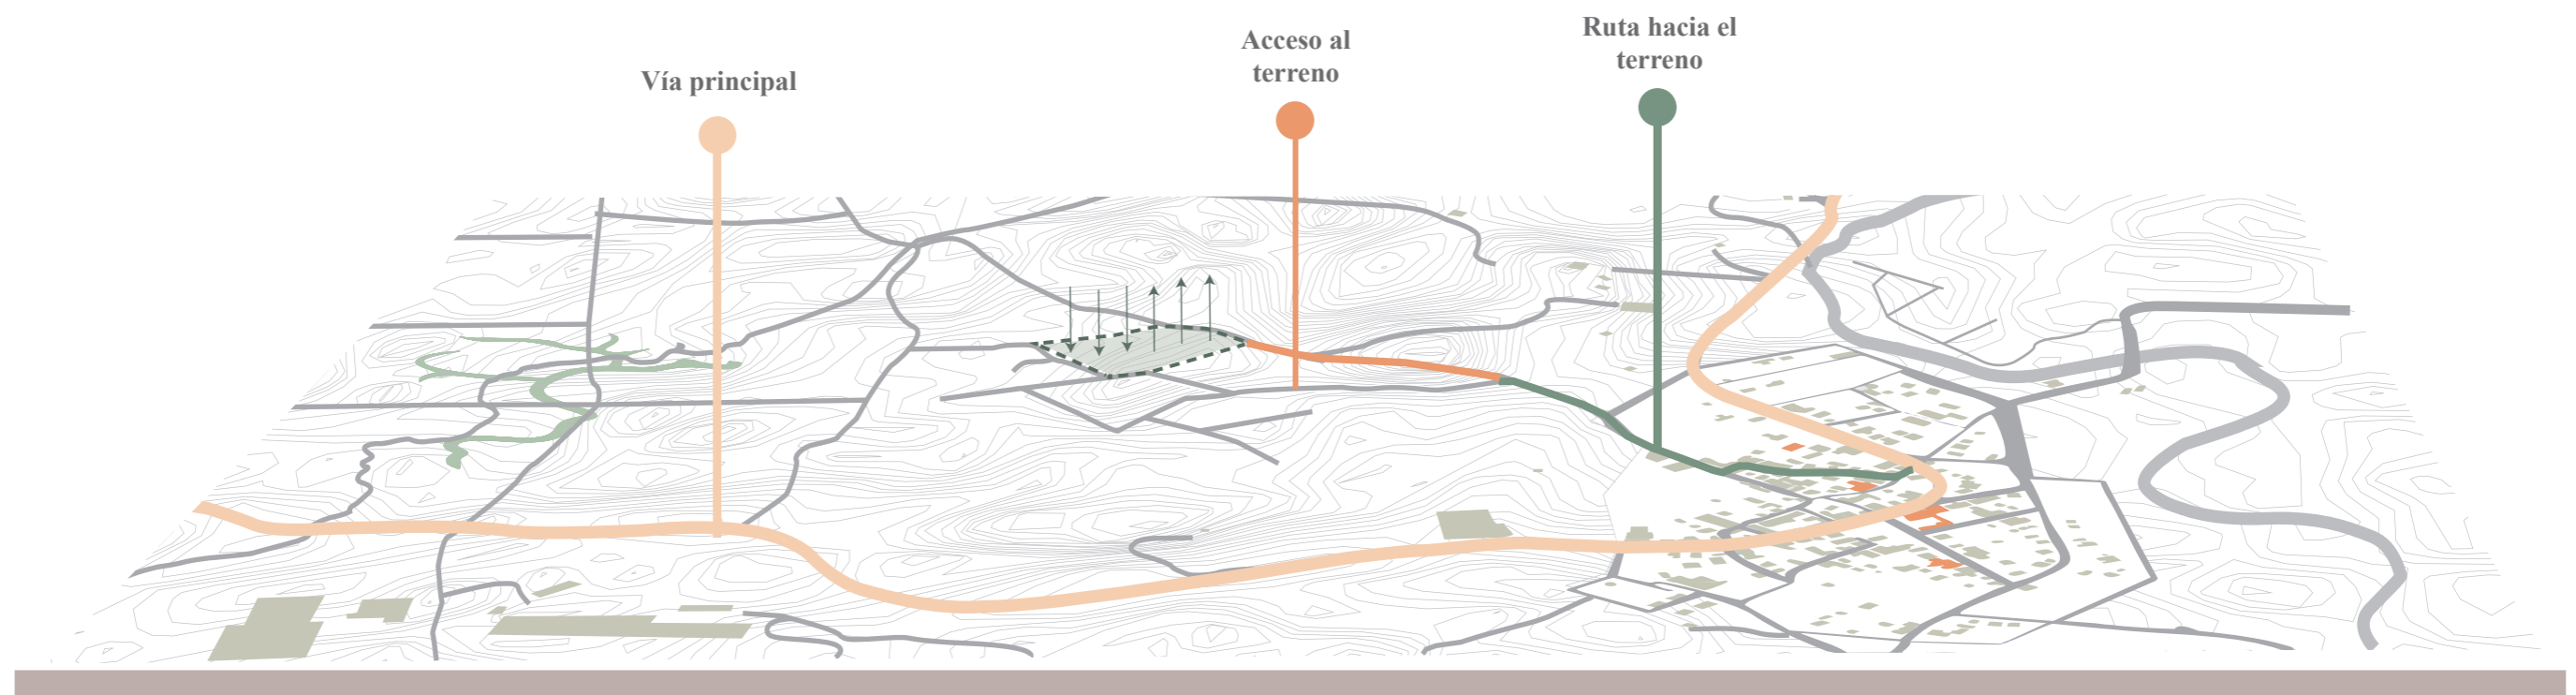 Vía principal
Acceso al
terreno
Ruta hacia el
terreno